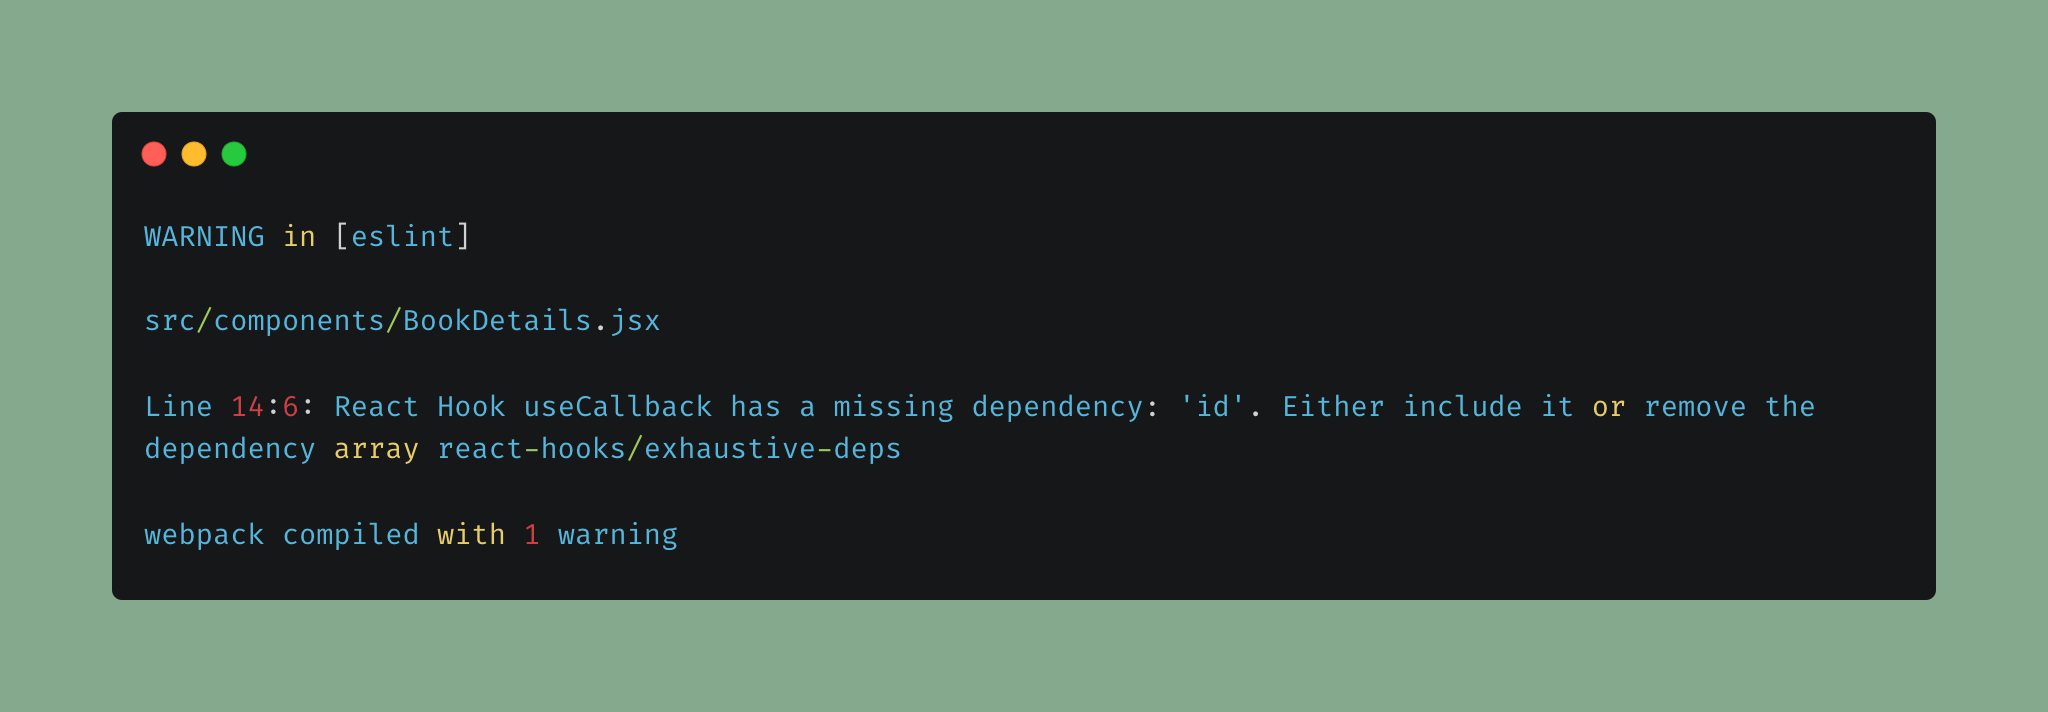 WARNING in [eslint]
src/components/BookDetails.jsx
Line 14:6: React Hook useCallback has a missing dependency: 'id'. Either include it or remove the
dependency array react-hooks/exhaustive-deps
webpack compiled with 1 warning